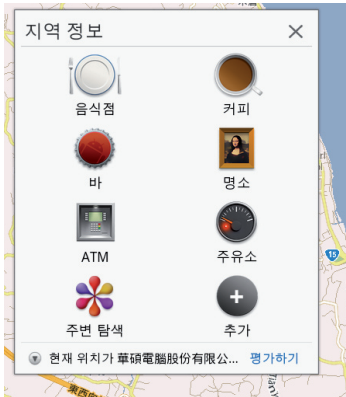 지역 정보
음식점 커피
바 명소
ATM 주유소
주변 탐색 추가
현재 위치가 華碩電腦股份有限公... 평가하기
15